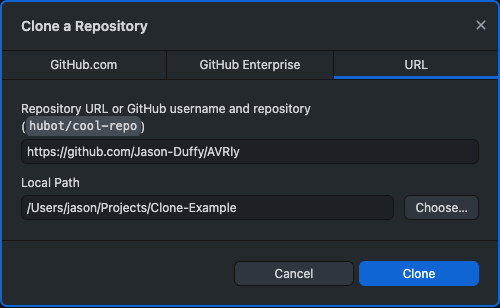 Clone a Repository
GitHub.com
GitHub Enterprise
URL
Repository URL or GitHub username and repository
(hubot/cool-repo)
https://github.com/Jason-Duffy/AVRly
Local Path
/Users/jason/Projects/Clone-Example
Choose...
Cancel
Clone